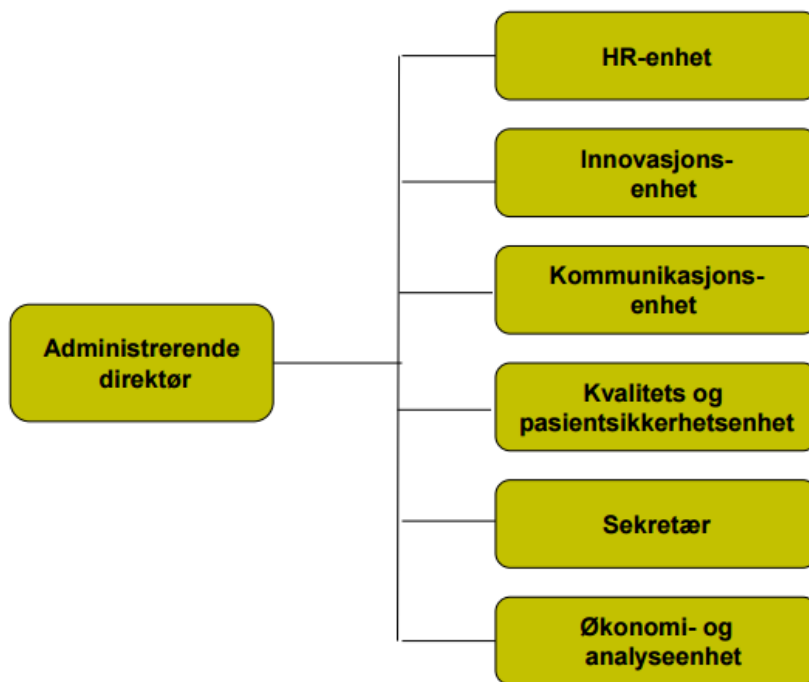 HR-enhet
Innovasjons-
enhet
Kommunikasjons-
enhet
Administrerende
direktør
Kvalitets og
pasientsikkerhetsenhet
Sekretær
Økonomi- og
analyseenhet